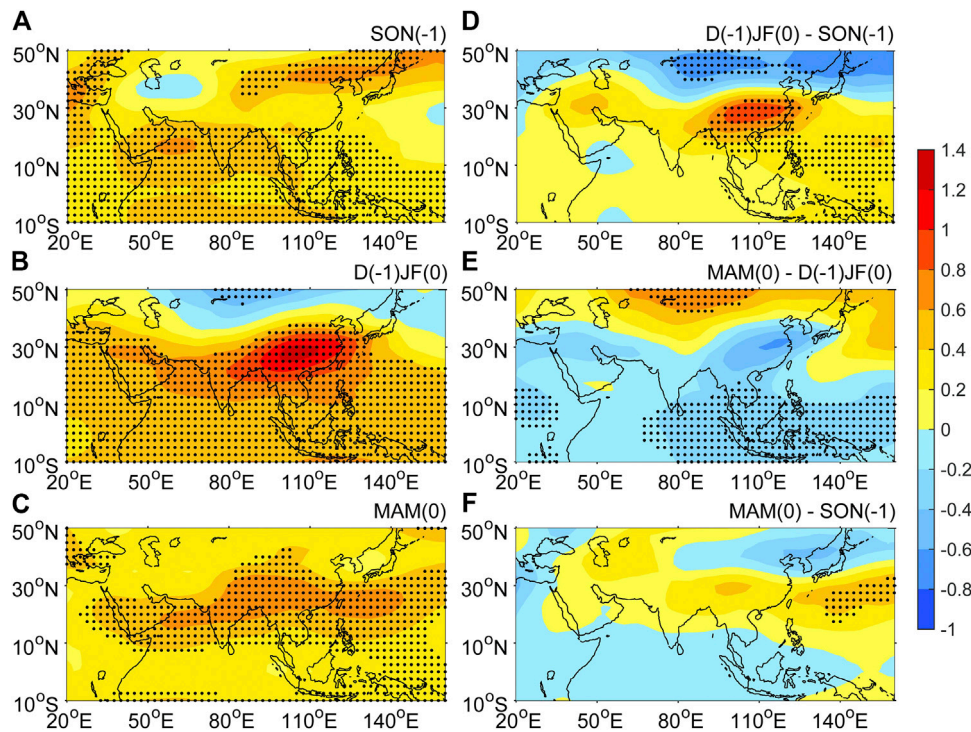 A SON(-1)
50°N
30°N
10°N
10°S
20°E 50°E 80°E 110°E 140°E
B D(-1)JF(0)
50°N
30°N
10°N
10°S
20°E 50°E 80°E 110°E 140°E
C MAM(0)
50°N
30°N
10°N
10°S
20°E 50°E 80°E 110°E 140°E
D D(-1)JF(0) - SON(-1)
50°N
30°N
10°N
10°S
20°E 50°E 80°E 110°E 140°E
E MAM(0) - D(-1)JF(0)
50°N
30°N
10°N
10°S
20°E 50°E 80°E 110°E 140°E
F MAM(0) - SON(-1)
50°N
30°N
10°N
10°S
20°E 50°E 80°E 110°E 140°E
1.4
1.2
1
0.8
0.6
0.4
0.2
0
-0.2
-0.4
-0.6
-0.8
-1